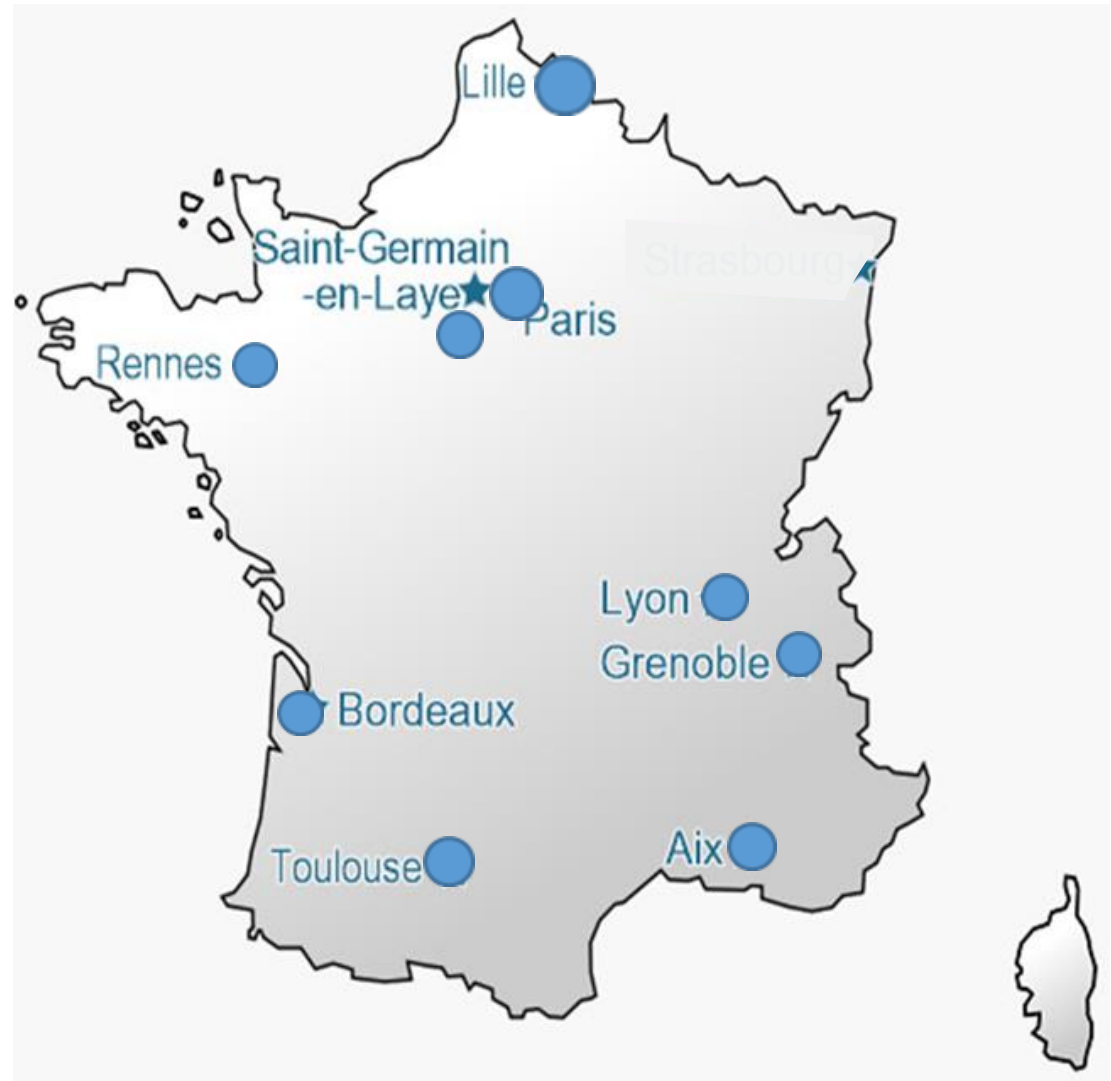 Lille
Saint-Germain
-en-Laye
Strasbourg
Paris
Rennes
Lyon
Grenoble
Bordeaux
Toulouse
Aix